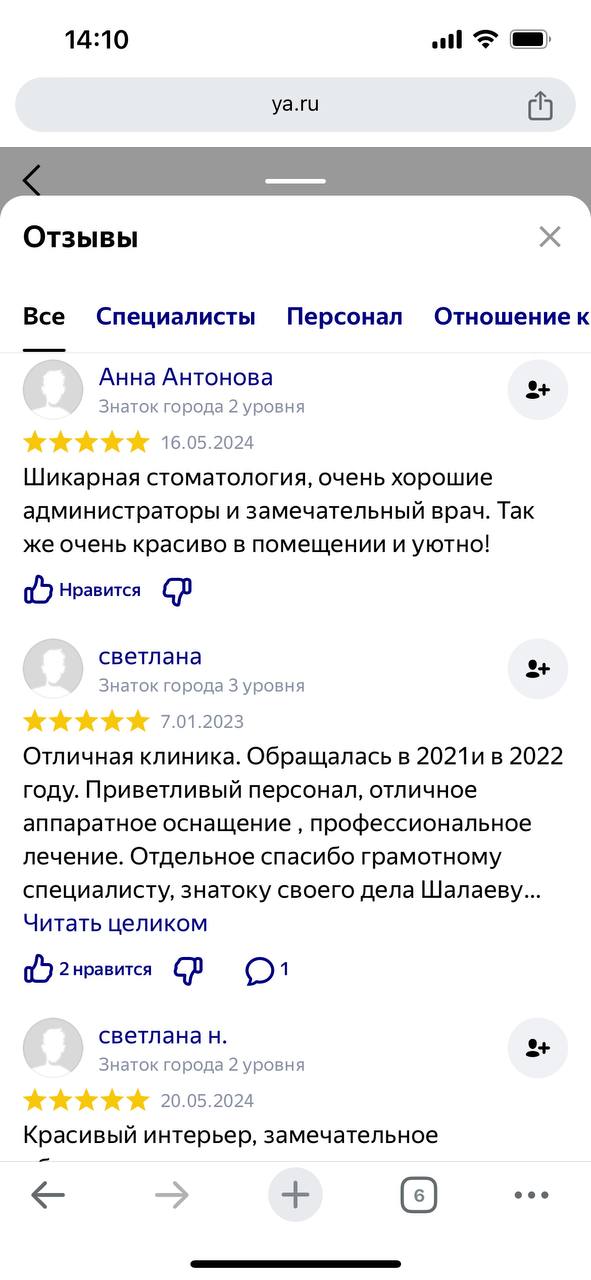 14:10
ya.ru
Отзывы
Все Специалисты Персонал Отношение к
Анна Антонова
Знаток города 2 уровня
16.05.2024
Шикарная стоматология, очень хорошие
администраторы и замечательный врач. Так
же очень красиво в помещении и уютно!
Нравится
светлана
Знаток города 3 уровня
7.01.2023
Отличная клиника. Обращалась в 2021и в 2022
году. Приветливый персонал, отличное
аппаратное оснащение , профессиональное
лечение. Отдельное спасибо грамотному
специалисту, знатоку своего дела Шалаеву...
Читать целиком
2 нравится 1
светлана н.
Знаток города 2 уровня
20.05.2024
Красивый интерьер, замечательное
6